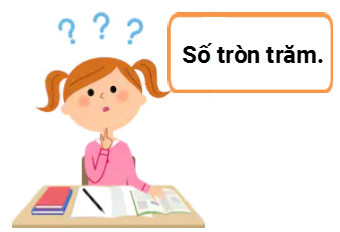 ? ? ?
Số tròn trăm.